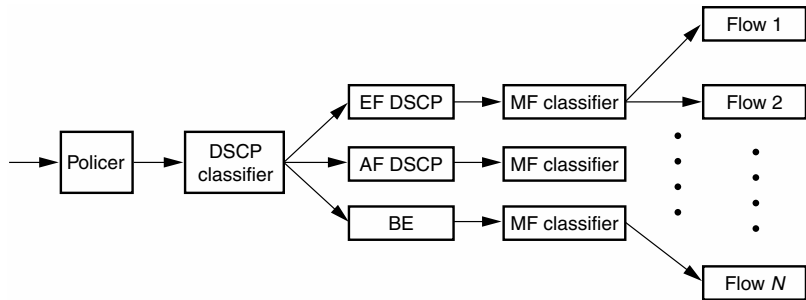 Policer
DSCP
classifier
EF DSCP
AF DSCP
BE
MF classifier
MF classifier
MF classifier
Flow 1
Flow 2
Flow N